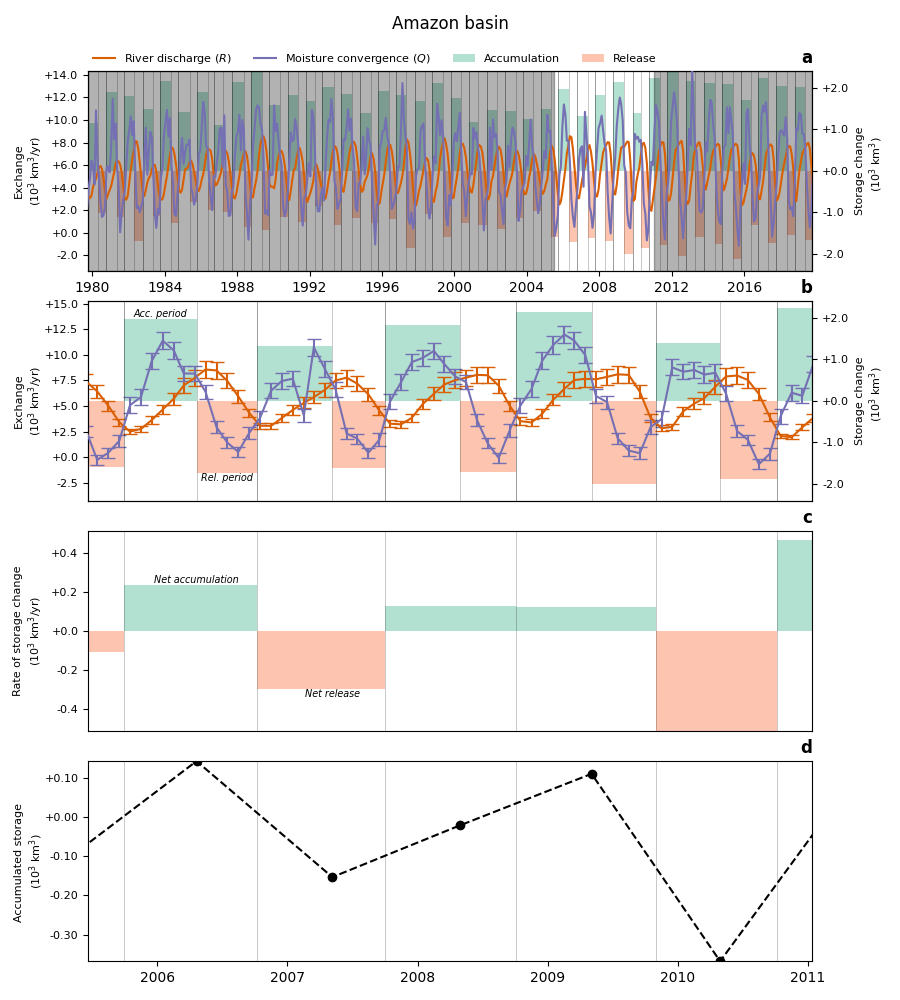 Amazon basin
River discharge (R)
Moisture convergence (Q)
Accumulation
Release
a
+14.0
+12.0
+10.0
+8.0
+6.0
+4.0
+2.0
+0.0
-2.0
Exchange
(10³ km³/yr)
+2.0
+1.0
+0.0
-1.0
-2.0
Storage change
(10³ km³)
1980 1984 1988 1992 1996 2000 2004 2008 2012 2016
b
+15.0
+12.5
+10.0
+7.5
+5.0
+2.5
+0.0
-2.5
Exchange
(10³ km³/yr)
Acc. period
Rel. period
+2.0
+1.0
+0.0
-1.0
-2.0
Storage change
(10³ km³)
c
+0.4
+0.2
+0.0
-0.2
-0.4
Rate of storage change
(10³ km³/yr)
Net accumulation
Net release
d
+0.10
+0.00
-0.10
-0.20
-0.30
Accumulated storage
(10³ km³)
2006 2007 2008 2009 2010 2011